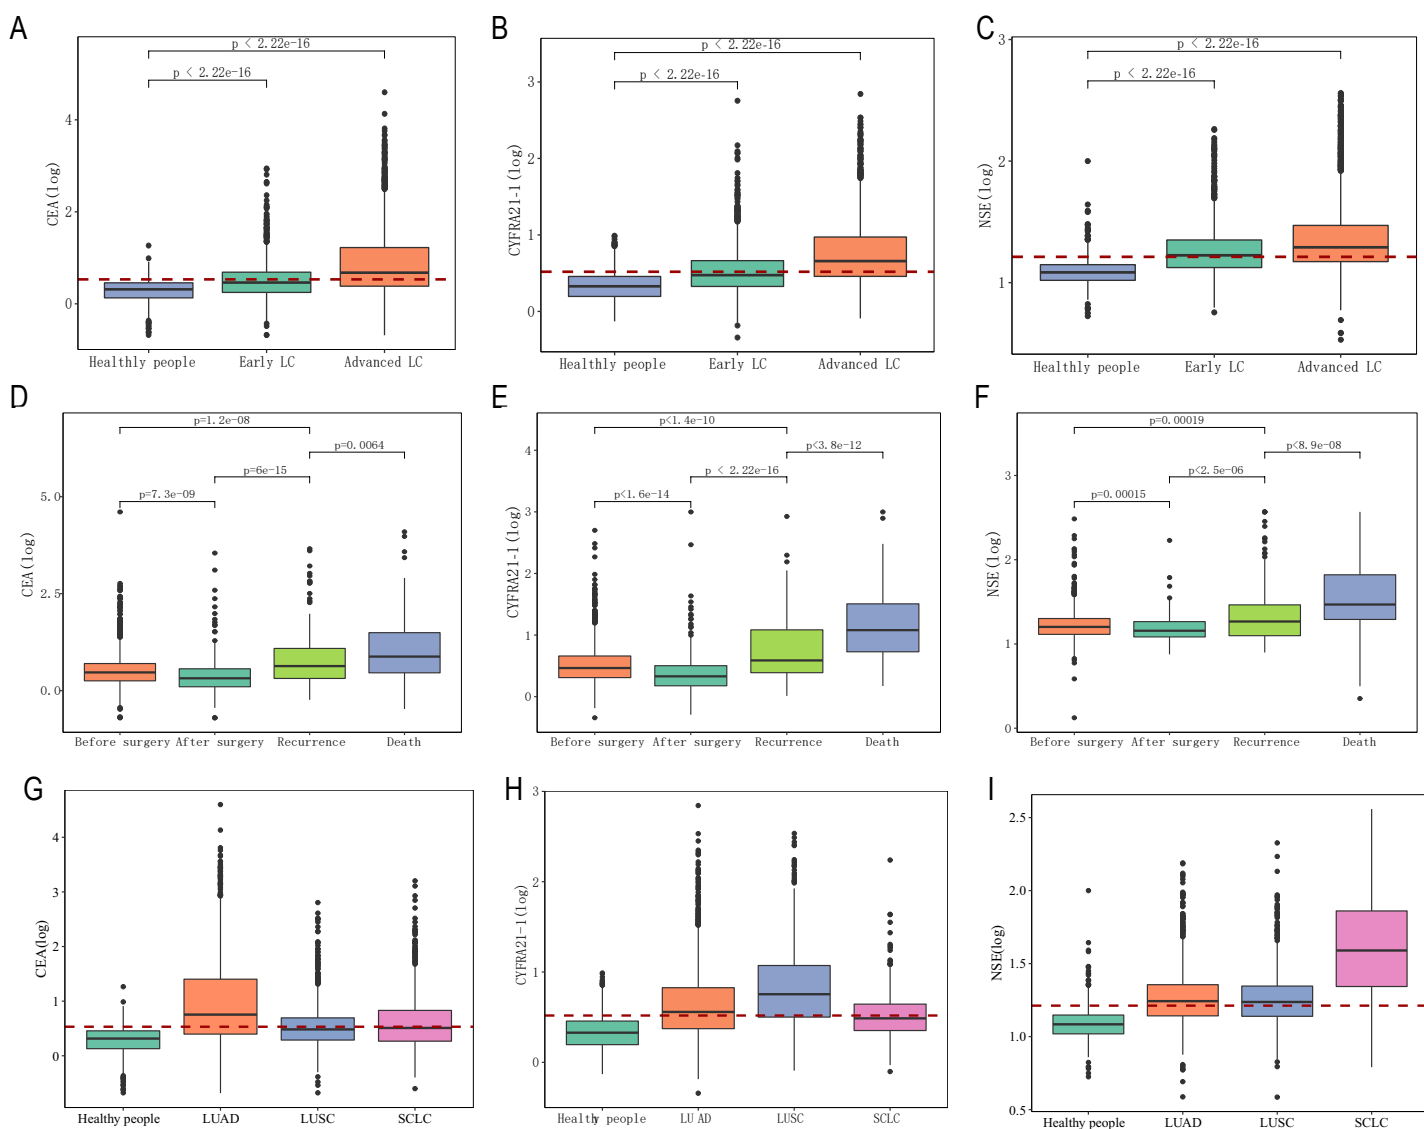 A
p < 2.22e-16
p < 2.22e-16
CEA(log)
4
2
0
Healthly people
Early LC
Advanced LC
B
p < 2.22e-16
p < 2.22e-16
CYFRA21-1(log)
3
2
1
0
Healthly people
Early LC
Advanced LC
C
p < 2.22e-16
p < 2.22e-16
NSE(log)
3
2
1
Healthly people
Early LC
Advanced LC
D
p=1.2e-08
p=0.0064
p=6e-15
p=7.3e-09
CEA(log)
5.0
2.5
0.0
Before surgery
After surgery
Recurrence
Death
E
p<1.4e-10
p<3.8e-12
p < 2.22e-16
p<1.6e-14
CYFRA21-1(log)
4
3
2
1
0
Before surgery
After surgery
Recurrence
Death
F
p=0.00019
p<8.9e-08
p<2.5e-06
p=0.00015
NSE(log)
3
2
1
0
Before surgery
After surgery
Recurrence
Death
G
CEA(log)
4
3
2
1
0
Healthy people
LUAD
LUSC
SCLC
H
CYFRA21-1(log)
3
2
1
0
Healthy people
LUAD
LUSC
SCLC
I
NSE(log)
2.5
2.0
1.5
1.0
0.5
Healthy people
LUAD
LUSC
SCLC